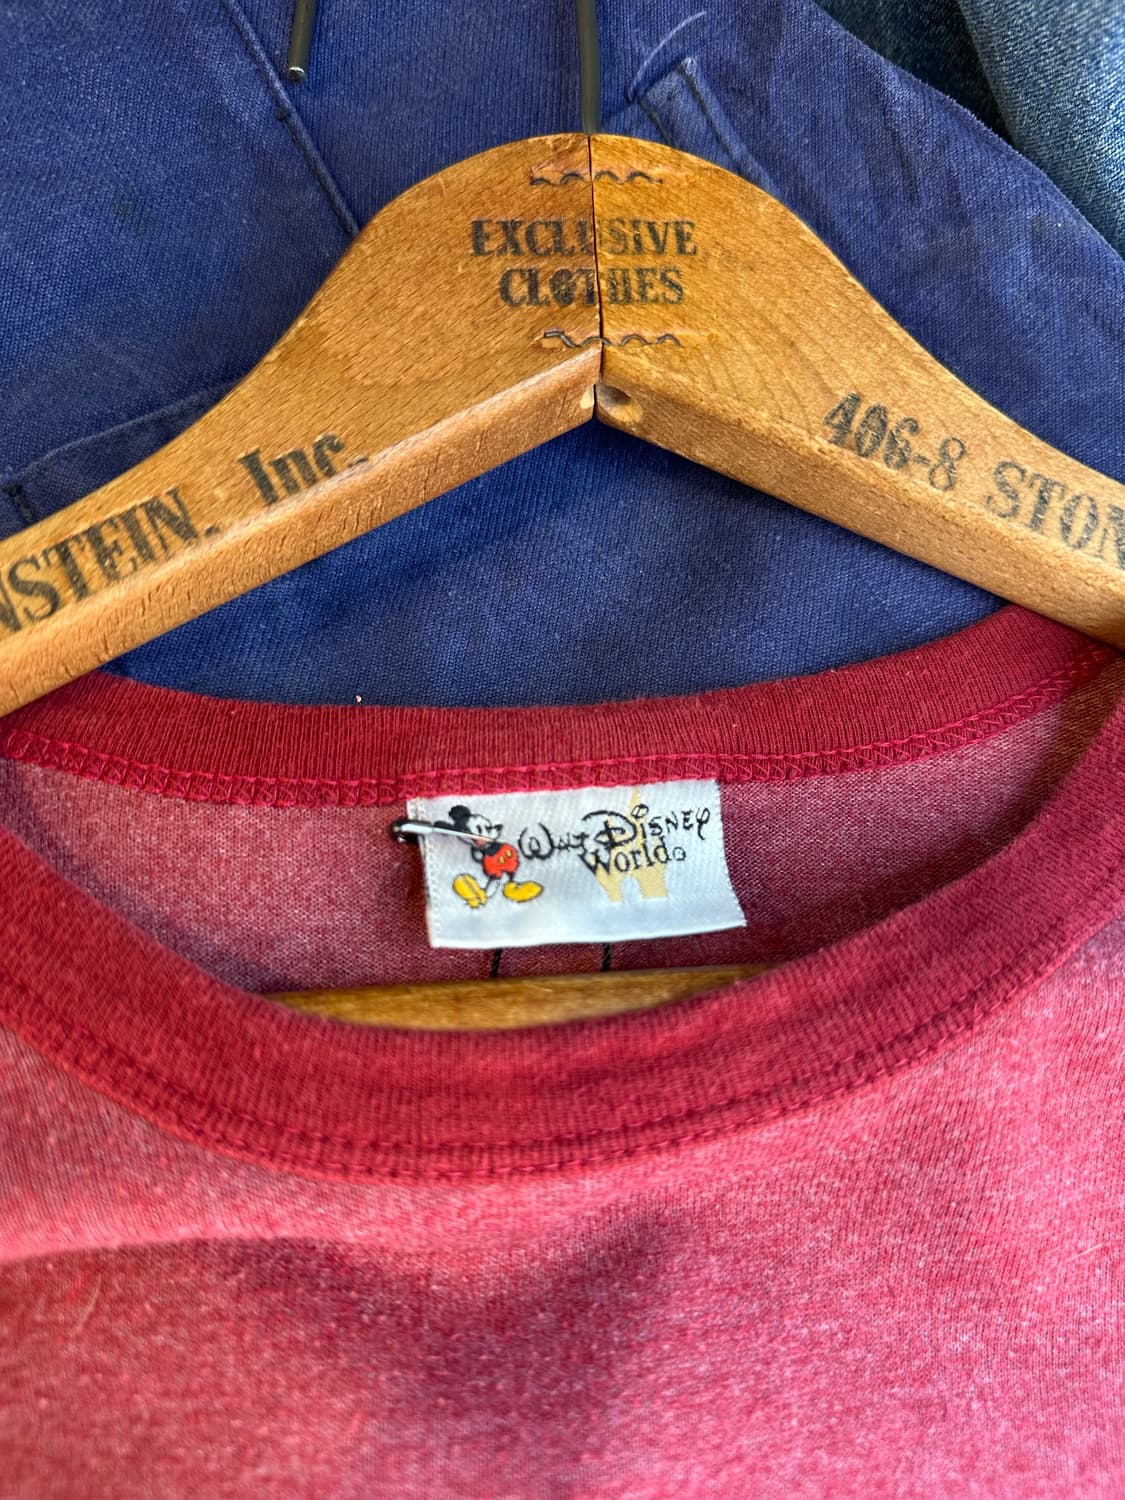 EXCLUSIVE
CLOTHES
NSTEIN, Inc.
406-8 STON
WALT DISNEY
World®